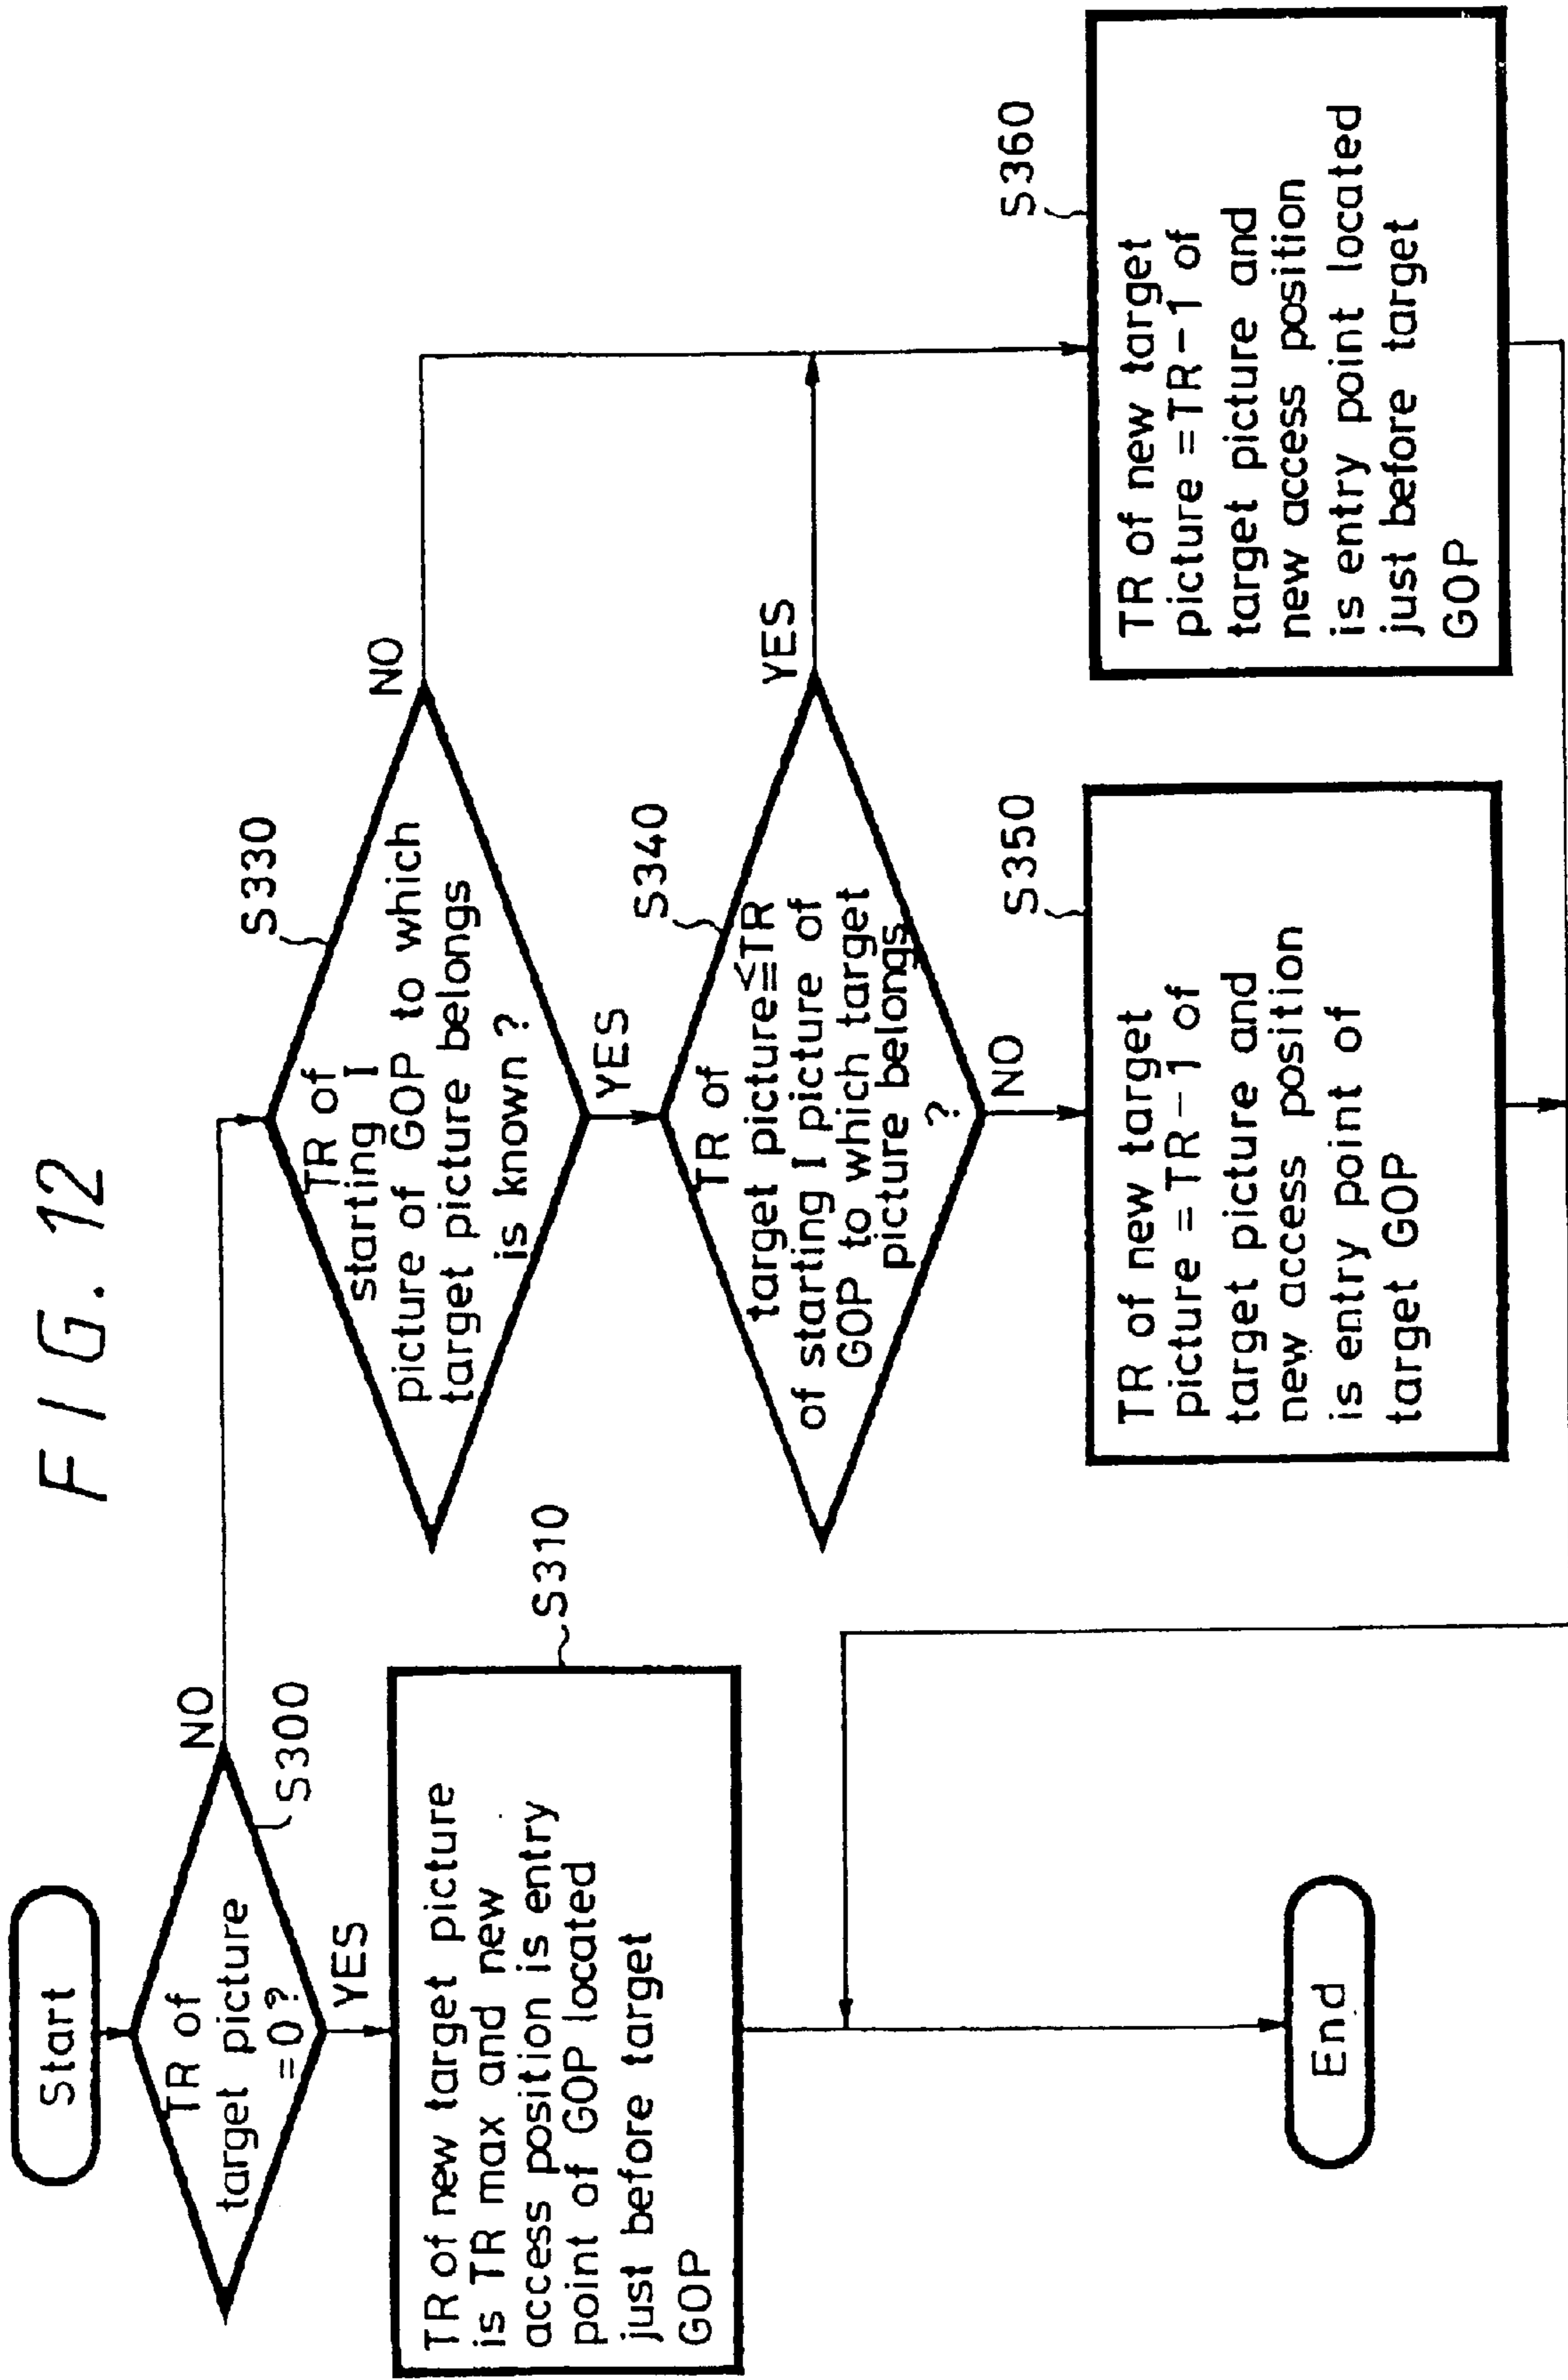 FIG. 12
Start
TR of
target picture
=0?
NO
S300
YES
TR of new target picture
is TR max and new
access position is entry
point of GOP located
just before target
GOP
S310
S330
TR of
starting I
picture of GOP to which
target picture belongs
is known?
NO
YES
S340
TR of
target picture≦TR
of starting I picture of
GOP to which target
picture belongs
?
YES
NO
S350
TR of new target
picture =TR-1 of
target picture and
new access position
is entry point of
target GOP
S360
TR of new target
picture =TR-1 of
target picture and
new access position
is entry point located
just before target
GOP
End